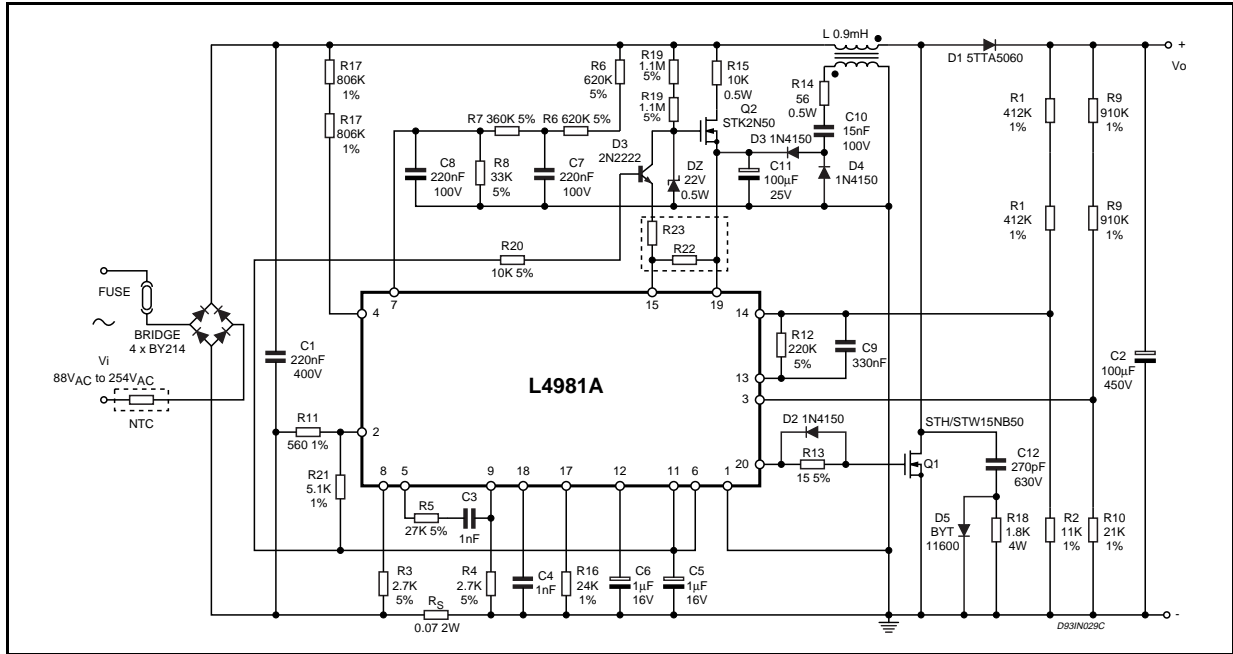 L 0.9mH
D1 5TTA5060
+
Vo
R17
806K
1%
R17
806K
1%
R6
620K
5%
R19
1.1M
5%
R19
1.1M
5%
R15
10K
0.5W
R14
56
0.5W
Q2
STK2N50
C10
15nF
100V
R7 360K 5%
R6 620K 5%
D3
2N2222
D3 1N4150
D4
1N4150
C8
220nF
100V
R8
33K
5%
C7
220nF
100V
DZ
22V
0.5W
C11
100µF
25V
R1
412K
1%
R9
910K
1%
R1
412K
1%
R9
910K
1%
R23
R22
R20
10K 5%
FUSE
BRIDGE
4 x BY214
Vi
88VAC to 254VAC
NTC
C1
220nF
400V
7
15
19
4
14
13
3
2
20
L4981A
R12
220K
5%
C9
330nF
C2
100µF
450V
R11
560 1%
R21
5.1K
1%
D2 1N4150
R13
15 5%
STH/STW15NB50
Q1
C12
270pF
630V
8
5
9
18
17
12
11
6
1
R5
27K 5%
C3
1nF
R3
2.7K
5%
R4
2.7K
5%
C4
1nF
R16
24K
1%
C6
1µF
16V
C5
1µF
16V
D5
BYT
11600
R18
1.8K
4W
R2
11K
1%
R10
21K
1%
RS
0.07 2W
-
D93IN029C